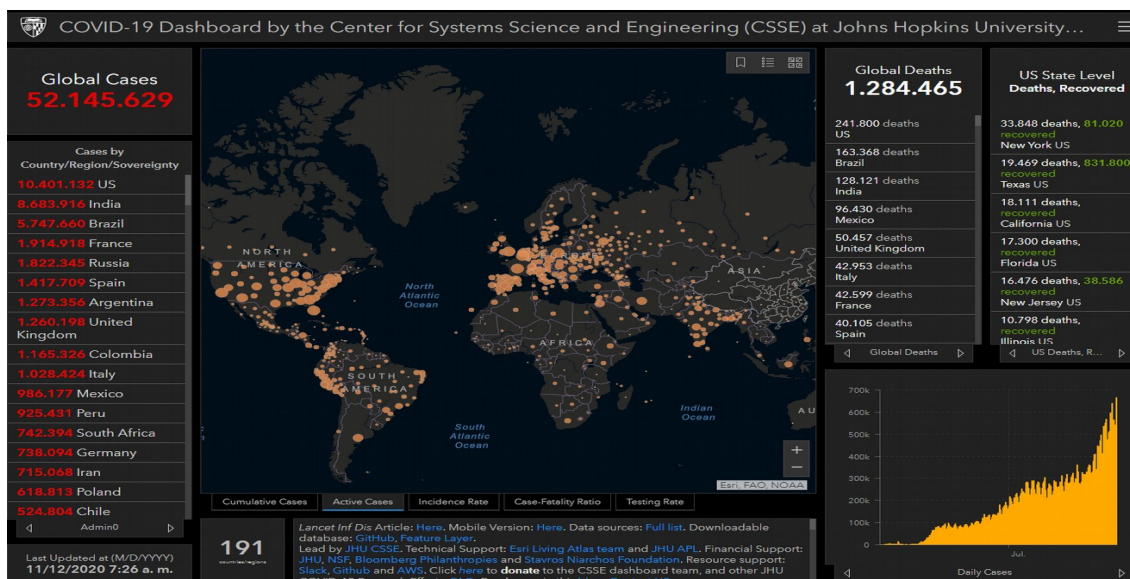 COVID-19 Dashboard by the Center for Systems Science and Engineering (CSSE) at Johns Hopkins University...
Global Cases
52.145.629
Cases by
Country/Region/Sovereignty
10.401.132 US
8.683.916 India
5.747.660 Brazil
1.914.918 France
1.822.345 Russia
1.417.709 Spain
1.273.356 Argentina
1.260.198 United
Kingdom
1.165.326 Colombia
1.028.424 Italy
986.177 Mexico
925.431 Peru
742.394 South Africa
738.094 Germany
715.068 Iran
618.813 Poland
524.804 Chile
Admin0
Last Updated at (M/D/YYYY)
11/12/2020 7:26 a. m.
NORTH
AMERICA
North
Atlantic
Ocean
EUROPE
ASIA
AFRICA
SOUTH
AMERICA
South
Atlantic
Ocean
Indian
Ocean
AU
Esri, FAO, NOAA
Cumulative Cases
Active Cases
Incidence Rate
Case-Fatality Ratio
Testing Rate
191
countries/regions
Lancet Inf Dis Article: Here. Mobile Version: Here. Data sources: Full list. Downloadable
database: GitHub, Feature Layer.
Lead by JHU CSSE. Technical Support: Esri Living Atlas team and JHU APL. Financial Support:
JHU, NSF, Bloomberg Philanthropies and Stavros Niarchos Foundation. Resource support:
Slack, Github and AWS. Click here to donate to the CSSE dashboard team, and other JHU
Global Deaths
1.284.465
241.800 deaths
US
163.368 deaths
Brazil
128.121 deaths
India
96.430 deaths
Mexico
50.457 deaths
United Kingdom
42.953 deaths
Italy
42.599 deaths
France
40.105 deaths
Spain
Global Deaths
US State Level
Deaths, Recovered
33.848 deaths, 81.020
recovered
New York US
19.469 deaths, 831.800
recovered
Texas US
18.111 deaths,
recovered
California US
17.300 deaths,
recovered
Florida US
16.476 deaths, 38.586
recovered
New Jersey US
10.798 deaths,
recovered
Illinois US
US Deaths, R...
700k
600k
500k
400k
300k
200k
100k
0
Jul.
Daily Cases